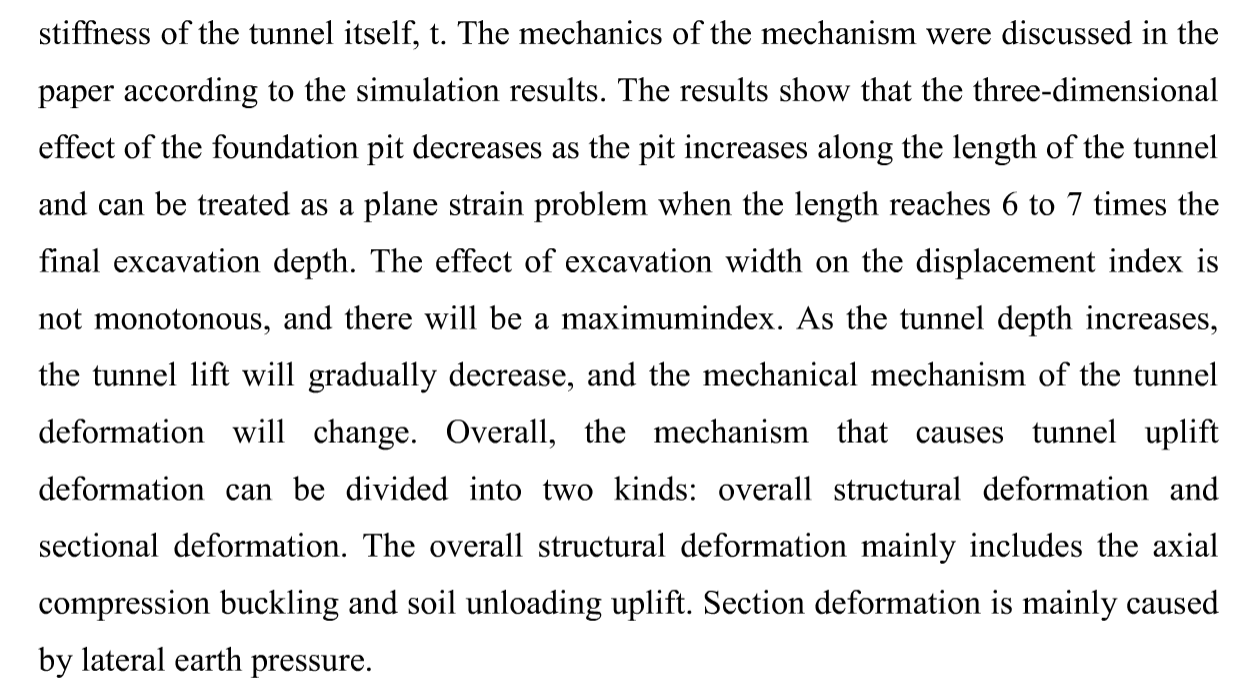 stiffness of the tunnel itself, t. The mechanics of the mechanism were discussed in the
paper according to the simulation results. The results show that the three-dimensional
effect of the foundation pit decreases as the pit increases along the length of the tunnel
and can be treated as a plane strain problem when the length reaches 6 to 7 times the
final excavation depth. The effect of excavation width on the displacement index is
not monotonous, and there will be a maximumindex. As the tunnel depth increases,
the tunnel lift will gradually decrease, and the mechanical mechanism of the tunnel
deformation will change. Overall, the mechanism that causes tunnel uplift
deformation can be divided into two kinds: overall structural deformation and
sectional deformation. The overall structural deformation mainly includes the axial
compression buckling and soil unloading uplift. Section deformation is mainly caused
by lateral earth pressure.